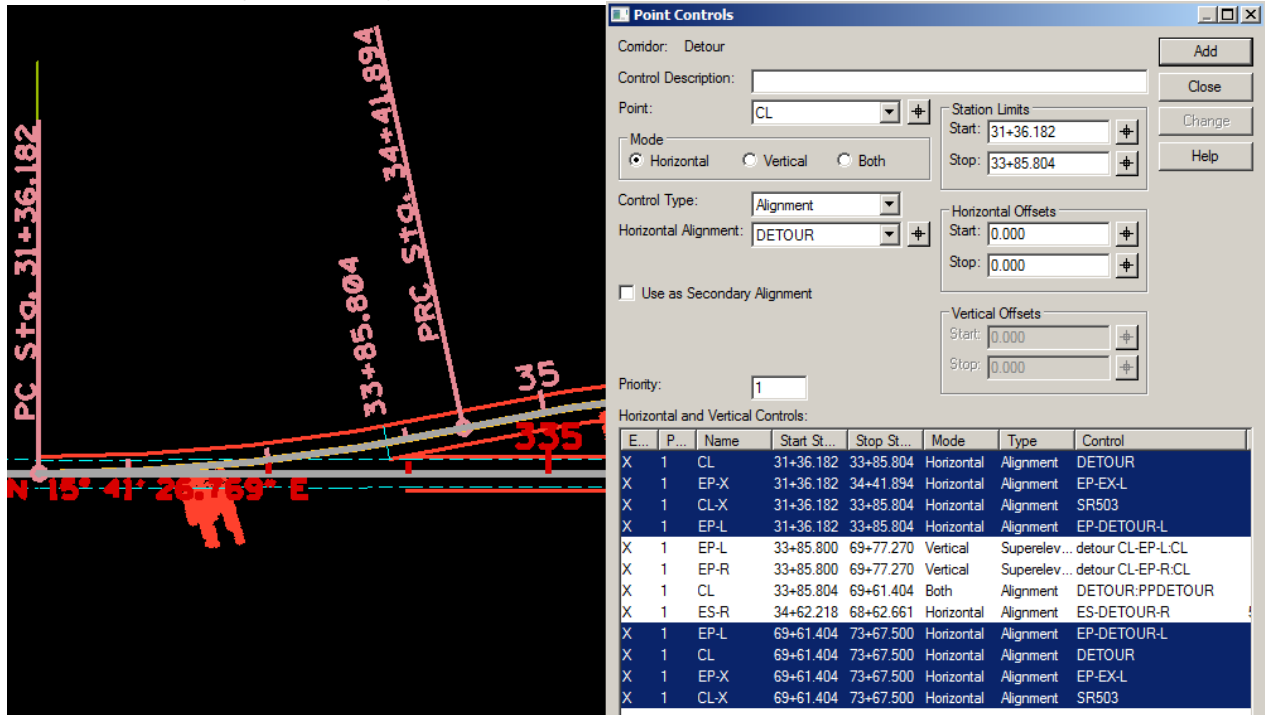 PC Sta. 31+36.182
33+85.804
PRC Sta. 34+41.894
35
335
N 15° 41' 26.769" E
Point Controls
Corridor: Detour
Add
Control Description:
Close
Point: CL
Station Limits
Change
Start: 31+36.182
Mode
Horizontal Vertical Both
Stop: 33+85.804
Help
Control Type: Alignment
Horizontal Offsets
Horizontal Alignment: DETOUR
Start: 0.000
Stop: 0.000
Use as Secondary Alignment
Vertical Offsets
Start: 0.000
Stop: 0.000
Priority: 1
Horizontal and Vertical Controls:
E... P... Name Start St... Stop St... Mode Type Control
X 1 CL 31+36.182 33+85.804 Horizontal Alignment DETOUR
X 1 EP-X 31+36.182 34+41.894 Horizontal Alignment EP-EX-L
X 1 CL-X 31+36.182 33+85.804 Horizontal Alignment SR503
X 1 EP-L 31+36.182 33+85.804 Horizontal Alignment EP-DETOUR-L
X 1 EP-L 33+85.800 69+77.270 Vertical Superelev... detour CL-EP-L:CL
X 1 EP-R 33+85.800 69+77.270 Vertical Superelev... detour CL-EP-R:CL
X 1 CL 33+85.804 69+61.404 Both Alignment DETOUR:PPDETOUR
X 1 ES-R 34+62.218 68+62.661 Horizontal Alignment ES-DETOUR-R
X 1 EP-L 69+61.404 73+67.500 Horizontal Alignment EP-DETOUR-L
X 1 CL 69+61.404 73+67.500 Horizontal Alignment DETOUR
X 1 EP-X 69+61.404 73+67.500 Horizontal Alignment EP-EX-L
X 1 CL-X 69+61.404 73+67.500 Horizontal Alignment SR503